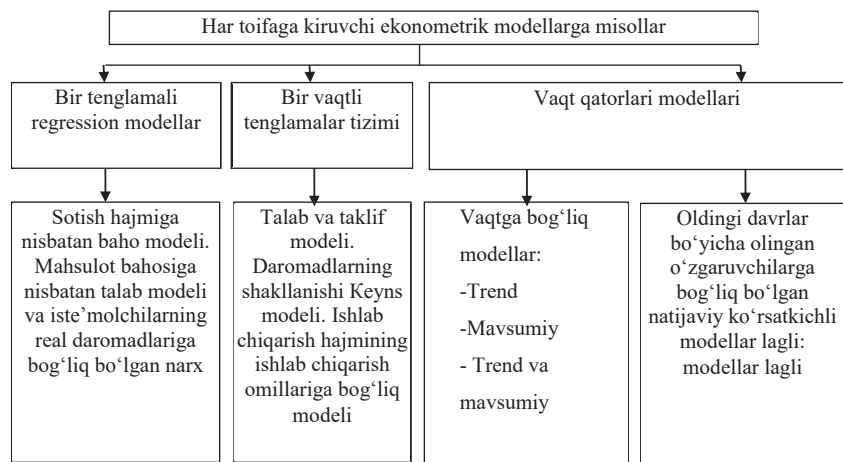 Har toifaga kiruvchi ekonometrik modellarga misollar
Bir tenglamali
regression modellar
Bir vaqtli
tenglamalar tizimi
Vaqt qatorlari modellari
Sotish hajmiga
nisbatan baho modeli.
Mahsulot bahosiga
nisbatan talab modeli
va iste’molchilarning
real daromadlariga
bog‘liq bo‘lgan narx
Talab va taklif
modeli.
Daromadlarning
shakllanishi Keyns
modeli. Ishlab
chiqarish hajmining
ishlab chiqarish
omillariga bog‘liq
modeli
Vaqtga bog‘liq
modellar:
-Trend
-Mavsumiy
- Trend va
mavsumiy
Oldingi davrlar
bo‘yicha olingan
o‘zgaruvchilarga
bog‘liq bo‘lgan
natijaviy ko‘rsatkichli
modellar lagli:
modellar lagli